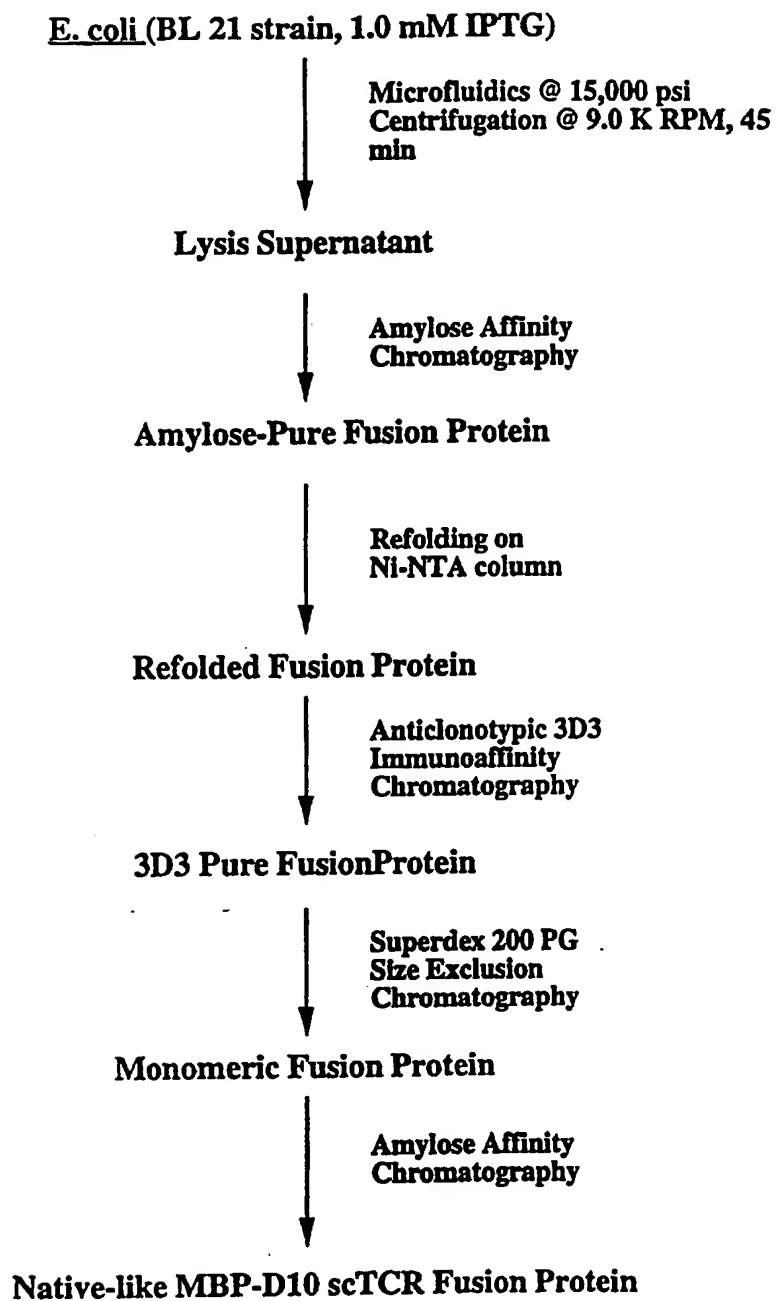 E. coli (BL 21 strain, 1.0 mM IPTG)
Microfluidics @ 15,000 psi
Centrifugation @ 9.0 K RPM, 45
min
Lysis Supernatant
Amylose Affinity
Chromatography
Amylose-Pure Fusion Protein
Refolding on
Ni-NTA column
Refolded Fusion Protein
Anticlonotypic 3D3
Immunoaffinity
Chromatography
3D3 Pure FusionProtein
Superdex 200 PG
Size Exclusion
Chromatography
Monomeric Fusion Protein
Amylose Affinity
Chromatography
Native-like MBP-D10 scTCR Fusion Protein